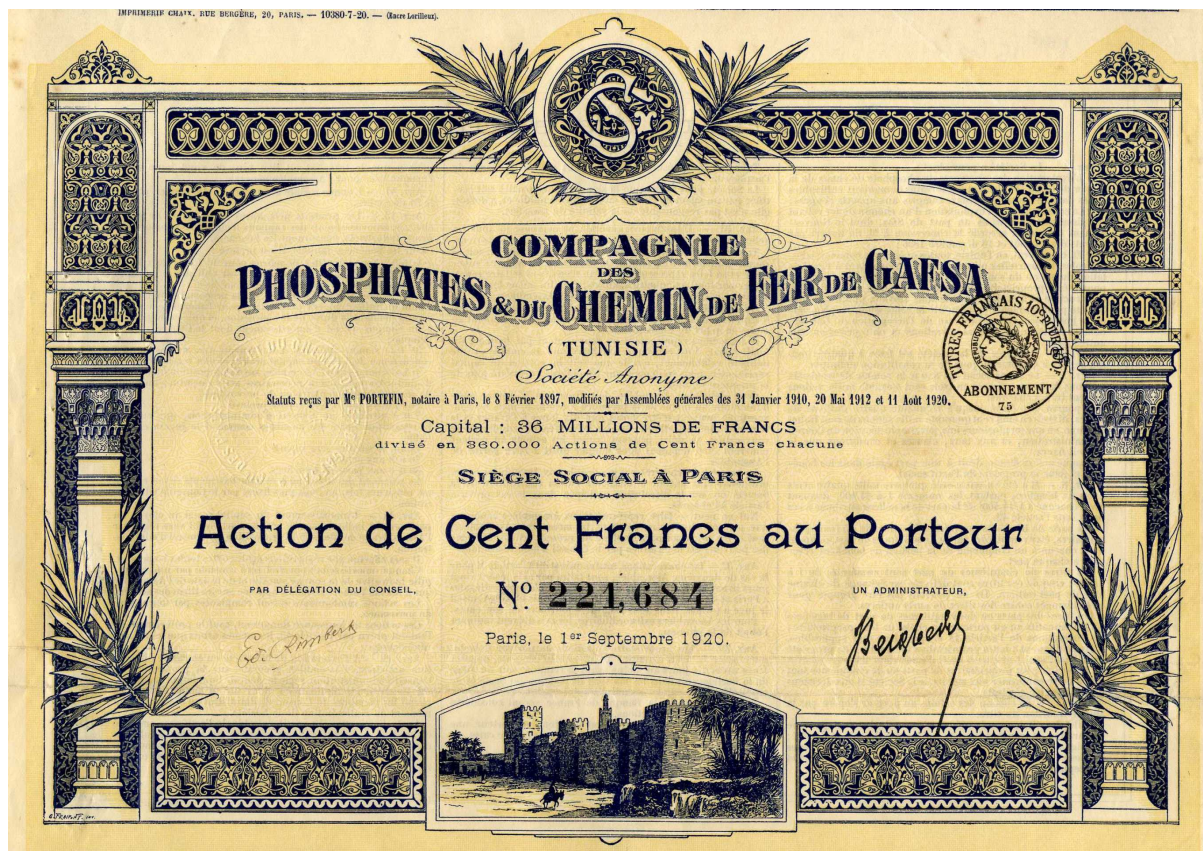 IMPRIMERIE CHAIX, RUE BERGÈRE, 20, PARIS. — 10380-7-20. — (Encre Lorilleux).
COMPAGNIE
DES
PHOSPHATES & DU CHEMIN DE FER DE GAFSA
( TUNISIE )
Société Anonyme
Statuts reçus par Me PORTEFIN, notaire à Paris, le 8 Février 1897, modifiés par Assemblées générales des 31 Janvier 1910, 20 Mai 1912 et 11 Août 1920.
Capital : 36 MILLIONS DE FRANCS
divisé en 360.000 Actions de Cent Francs chacune
SIÈGE SOCIAL À PARIS
Action de Cent Francs au Porteur
TITRES FRANÇAIS
ABONNEMENT
75
PAR DÉLÉGATION DU CONSEIL,
Nº 221,684
UN ADMINISTRATEUR,
Ed. Rimbert
Paris, le 1er Septembre 1920.